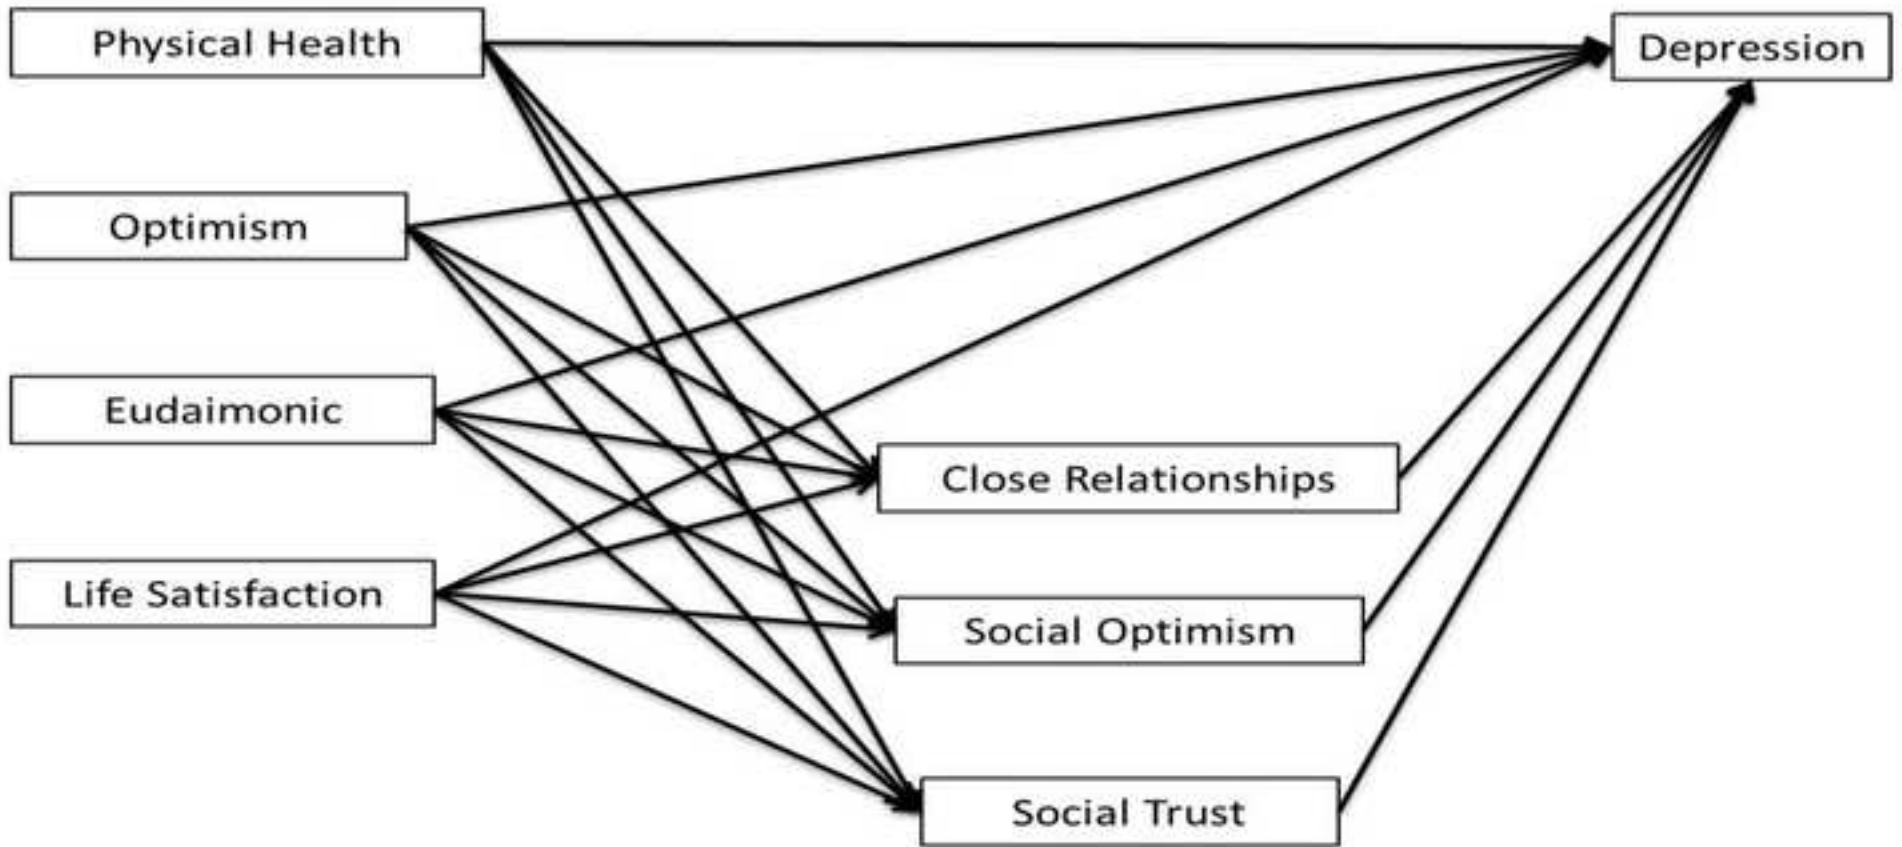 Physical Health
Depression
Optimism
Eudaimonic
Close Relationships
Life Satisfaction
Social Optimism
Social Trust